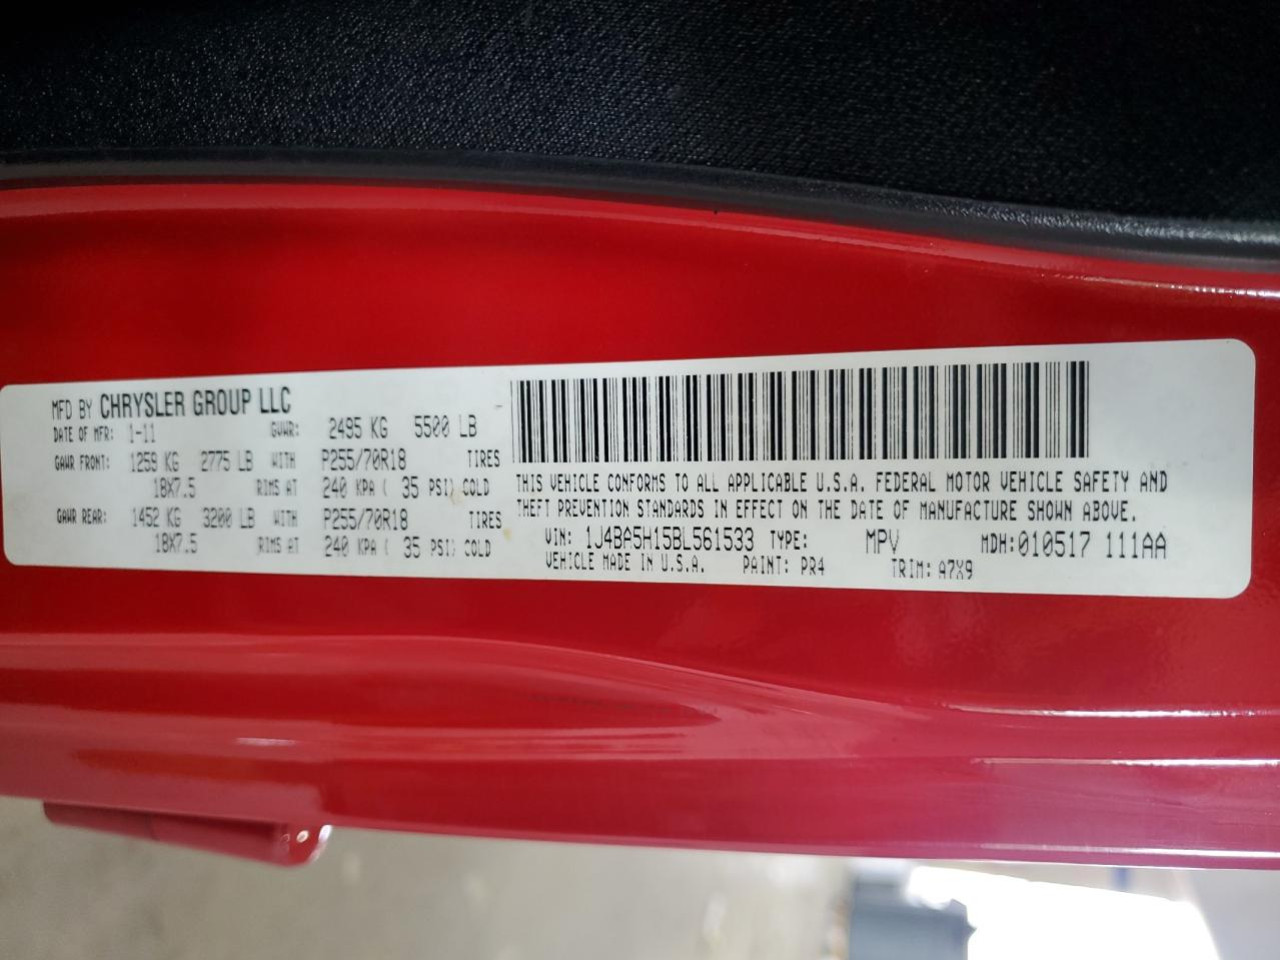 MFD BY CHRYSLER GROUP LLC
DATE OF MFR: 1-11 GVWR: 2495 KG 5500 LB
GAWR FRONT: 1259 KG 2775 LB WITH P255/70R18 TIRES
18X7.5 RIMS AT 240 KPA ( 35 PSI) COLD
GAWR REAR: 1452 KG 3200 LB WITH P255/70R18 TIRES
18X7.5 RIMS AT 240 KPA ( 35 PSI) COLD
THIS VEHICLE CONFORMS TO ALL APPLICABLE U.S.A. FEDERAL MOTOR VEHICLE SAFETY AND
THEFT PREVENTION STANDARDS IN EFFECT ON THE DATE OF MANUFACTURE SHOWN ABOVE.
VIN: 1J4BA5H15BL561533 TYPE: MPV MDH:010517 111AA
VEHICLE MADE IN U.S.A. PAINT: PR4 TRIM: A7X9